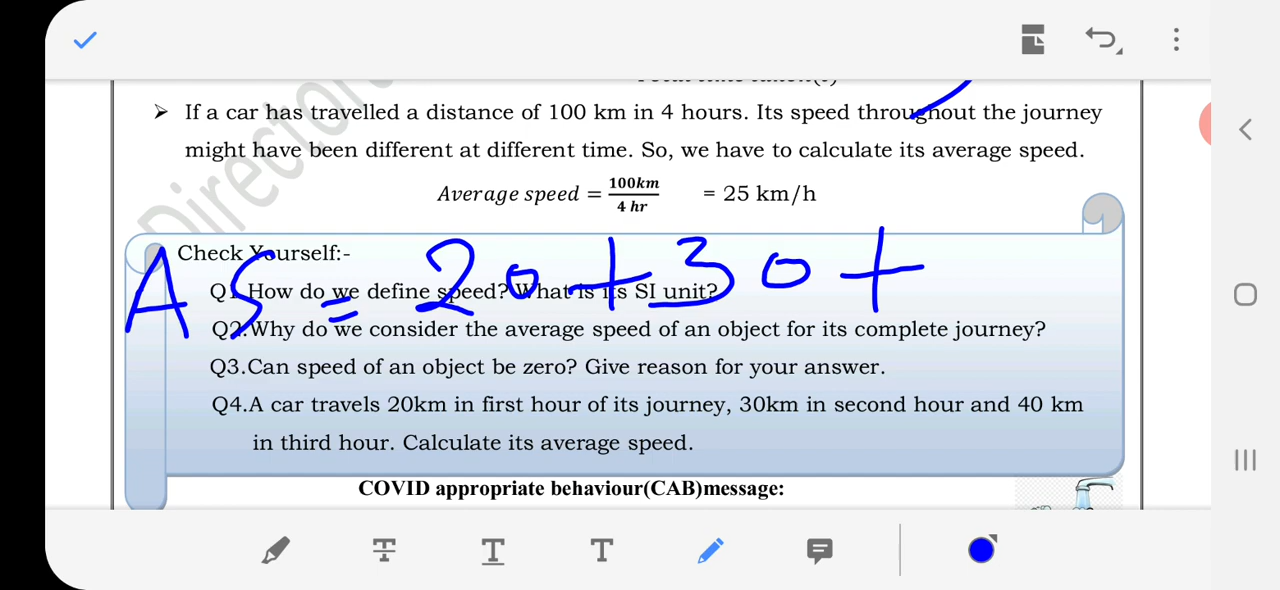 If a car has travelled a distance of 100 km in 4 hours. Its speed throughout the journey
might have been different at different time. So, we have to calculate its average speed.
Average speed = 100km / 4 hr = 25 km/h
Check Yourself:-
A S = 20+30+
Q1.How do we define speed? What is its SI unit?
Q2.Why do we consider the average speed of an object for its complete journey?
Q3.Can speed of an object be zero? Give reason for your answer.
Q4.A car travels 20km in first hour of its journey, 30km in second hour and 40 km
in third hour. Calculate its average speed.
COVID appropriate behaviour(CAB)message: